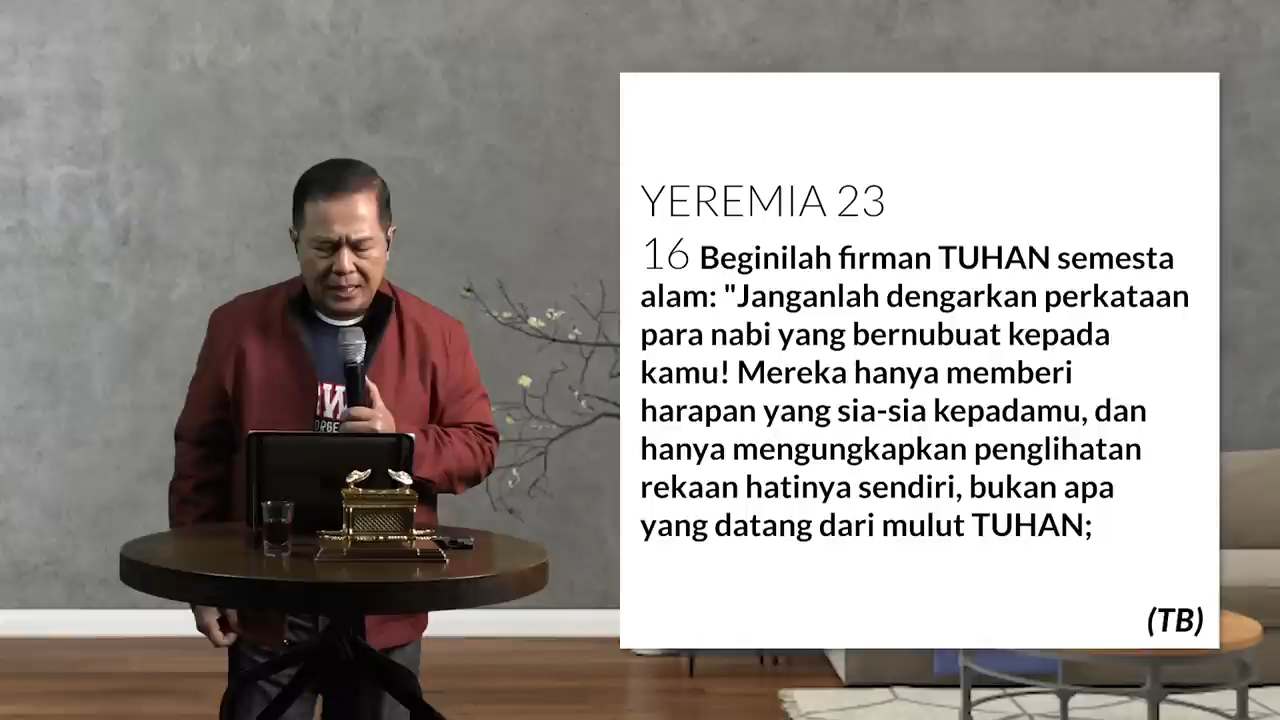 YEREMIA 23
16 Beginilah firman TUHAN semesta
alam: "Janganlah dengarkan perkataan
para nabi yang bernubuat kepada
kamu! Mereka hanya memberi
harapan yang sia-sia kepadamu, dan
hanya mengungkapkan penglihatan
rekaan hatinya sendiri, bukan apa
yang datang dari mulut TUHAN;
(TB)